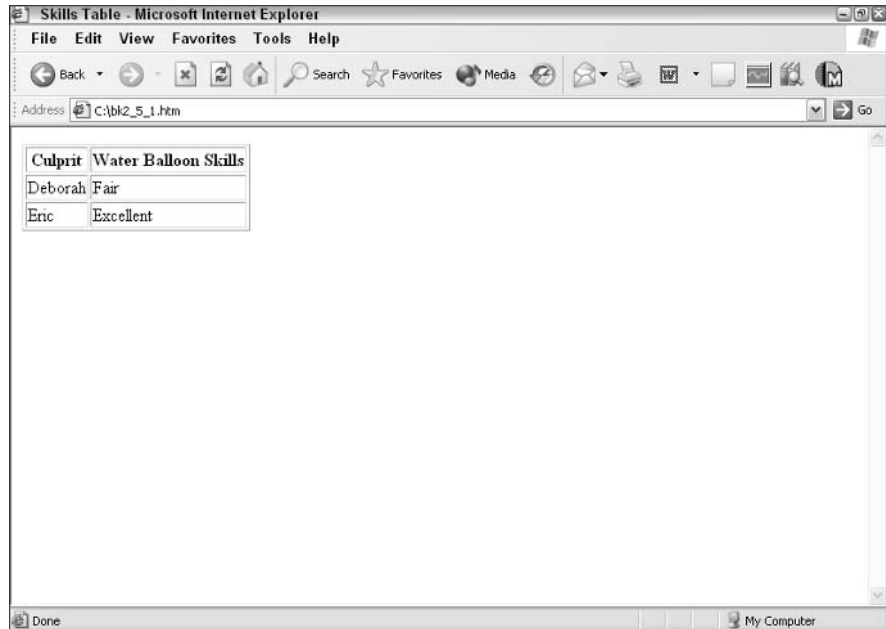 Skills Table - Microsoft Internet Explorer
File Edit View Favorites Tools Help
Back Search Favorites Media W M
Address C:\bk2_5_1.htm Go
Culprit Water Balloon Skills
Deborah Fair
Eric Excellent
Done My Computer